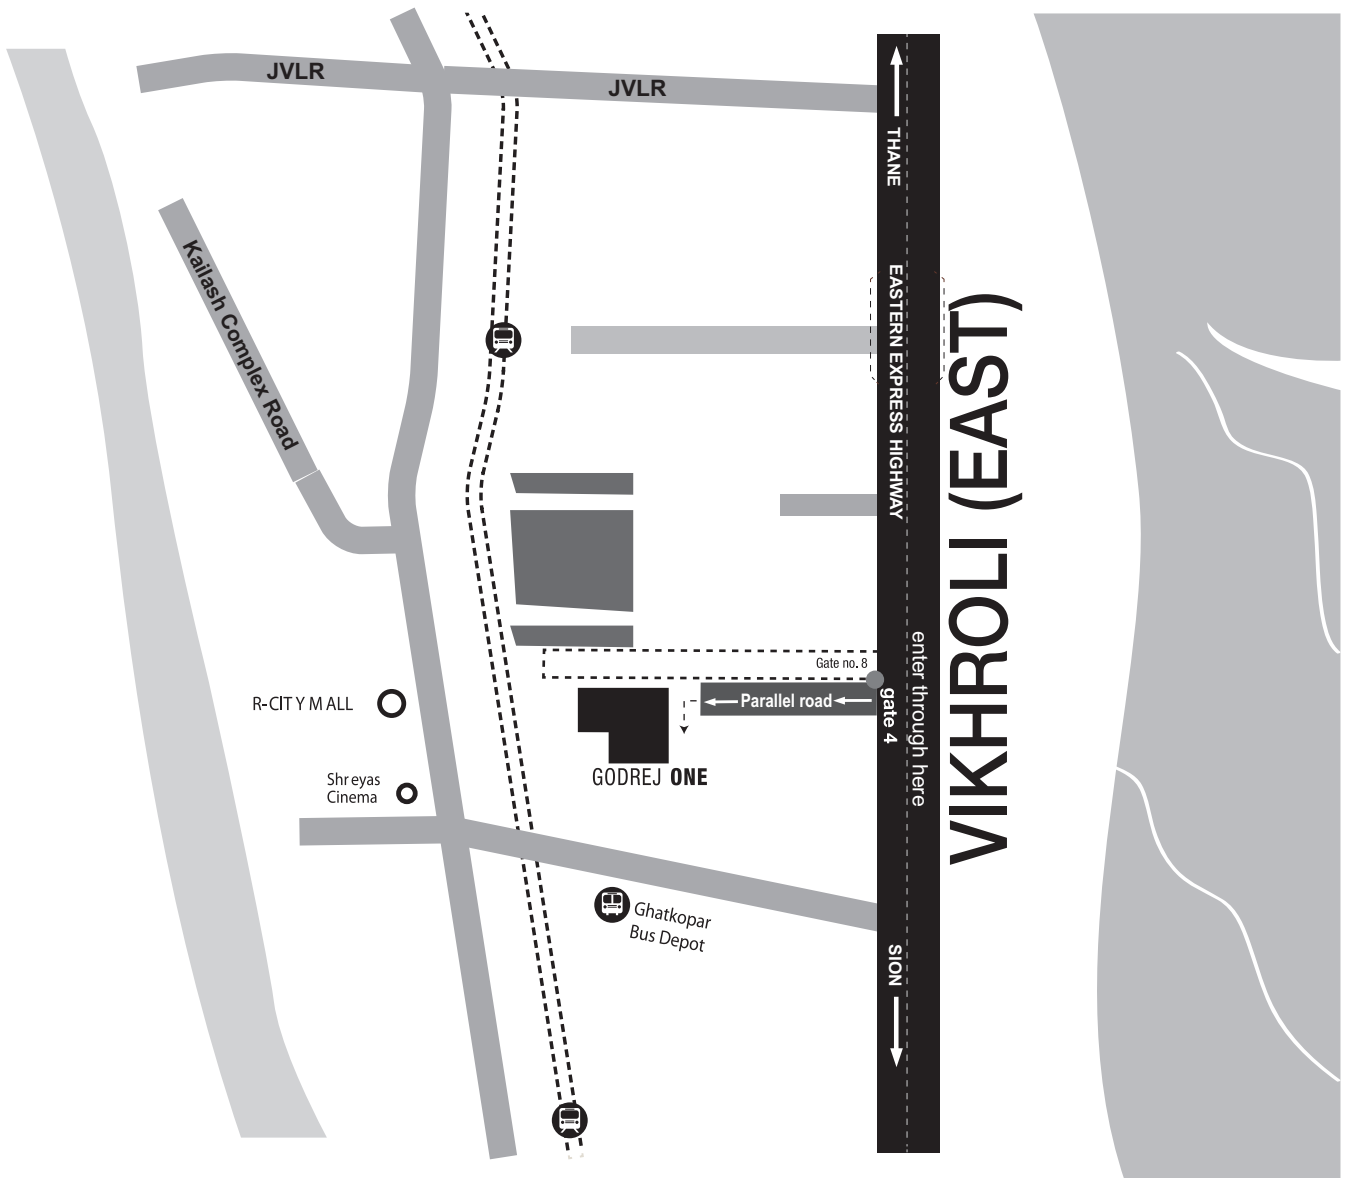 JVLR
JVLR
THANE
Kailash Complex Road
EASTERN EXPRESS HIGHWAY
VIKHROLI (EAST)
enter through here
Gate no. 8
gate 4
Parallel road
R-CITY MALL
GODREJ ONE
Shreyas
Cinema
Ghatkopar
Bus Depot
SION